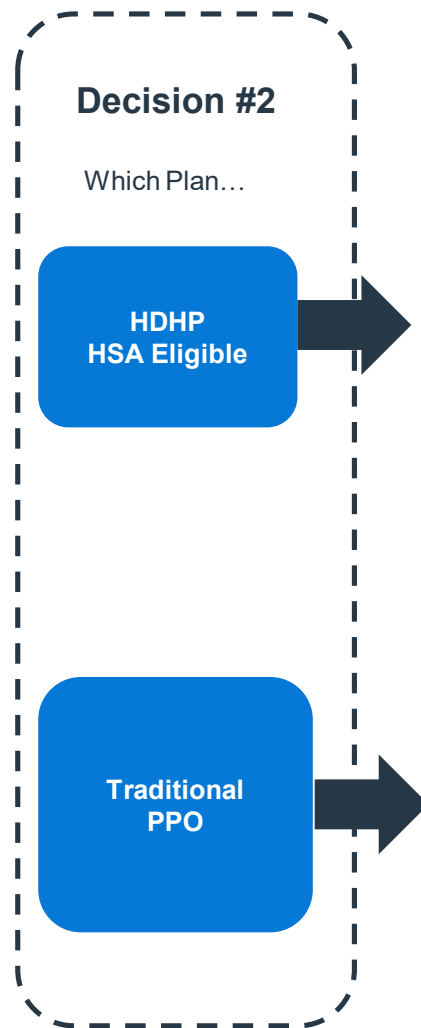 Decision #2
Which Plan…
HDHP
HSA Eligible
Traditional
PPO